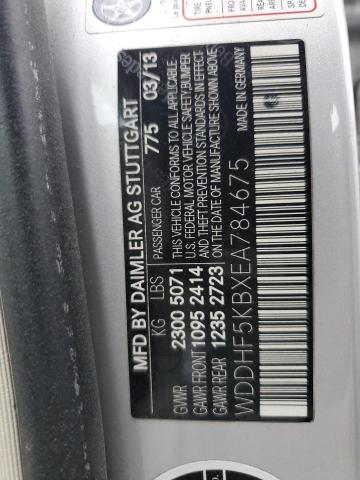 MFD BY DAIMLER AG STUTTGART
PASSENGER CAR 775 03/13
KG LBS
GVWR 2300 5071
GAWR FRONT 1095 2414
GAWR REAR 1235 2723
THIS VEHICLE CONFORMS TO ALL APPLICABLE
U.S. FEDERAL MOTOR VEHICLE SAFETY, BUMPER
AND THEFT PREVENTION STANDARDS IN EFFECT
ON THE DATE OF MANUFACTURE SHOWN ABOVE
WDDHF5KBXEA784675
MADE IN GERMANY